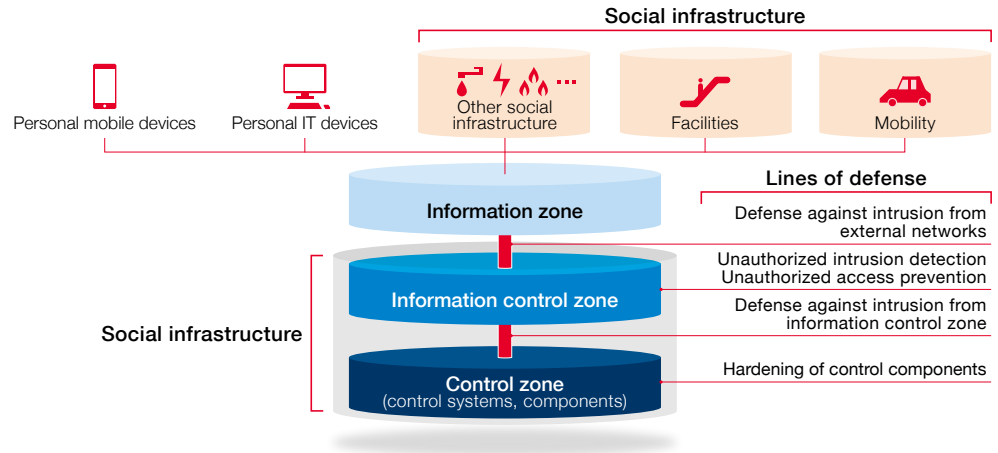 Social infrastructure
Personal mobile devices
Personal IT devices
Other social
infrastructure
Facilities
Mobility
Lines of defense
Information zone
Defense against intrusion from
external networks
Unauthorized intrusion detection
Unauthorized access prevention
Information control zone
Defense against intrusion from
information control zone
Social infrastructure
Hardening of control components
Control zone
(control systems, components)